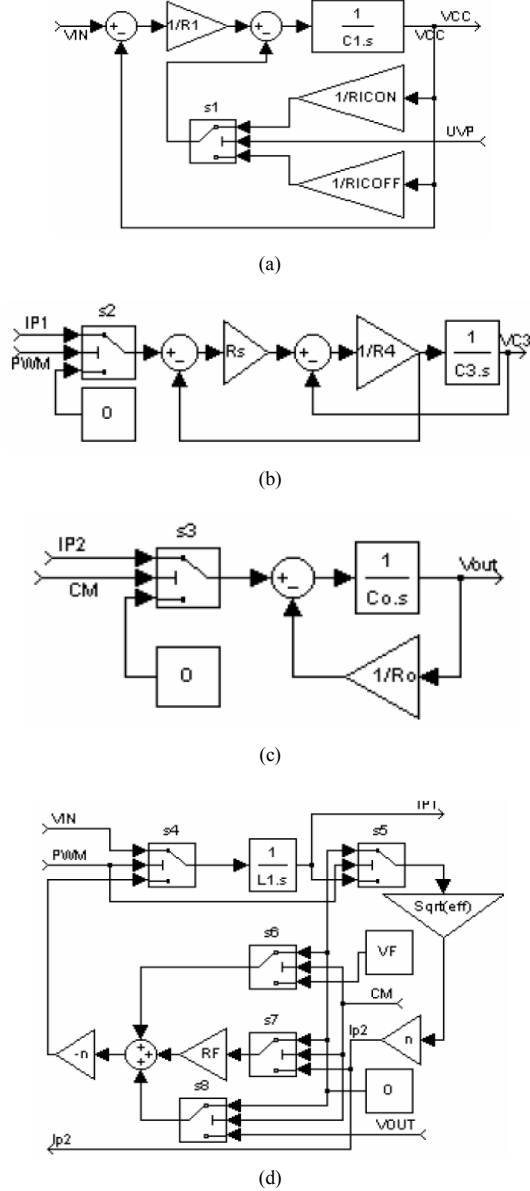 VIN
1/R1
1
C1.s
VCC
VCC
s1
1/RICON
UVP
1/RICOFF
(a)
s2
IP1
PWM
0
Rs
1/R4
1
C3.s
VC3
(b)
s3
IP2
CM
0
1
Co.s
Vout
1/Ro
(c)
VIN
PWM
s4
1
L1.s
IP1
s5
Sqrt(eff)
s6
VF
CM
s7
Ip2
n
-n
RF
s8
0
VOUT
Ip2
(d)